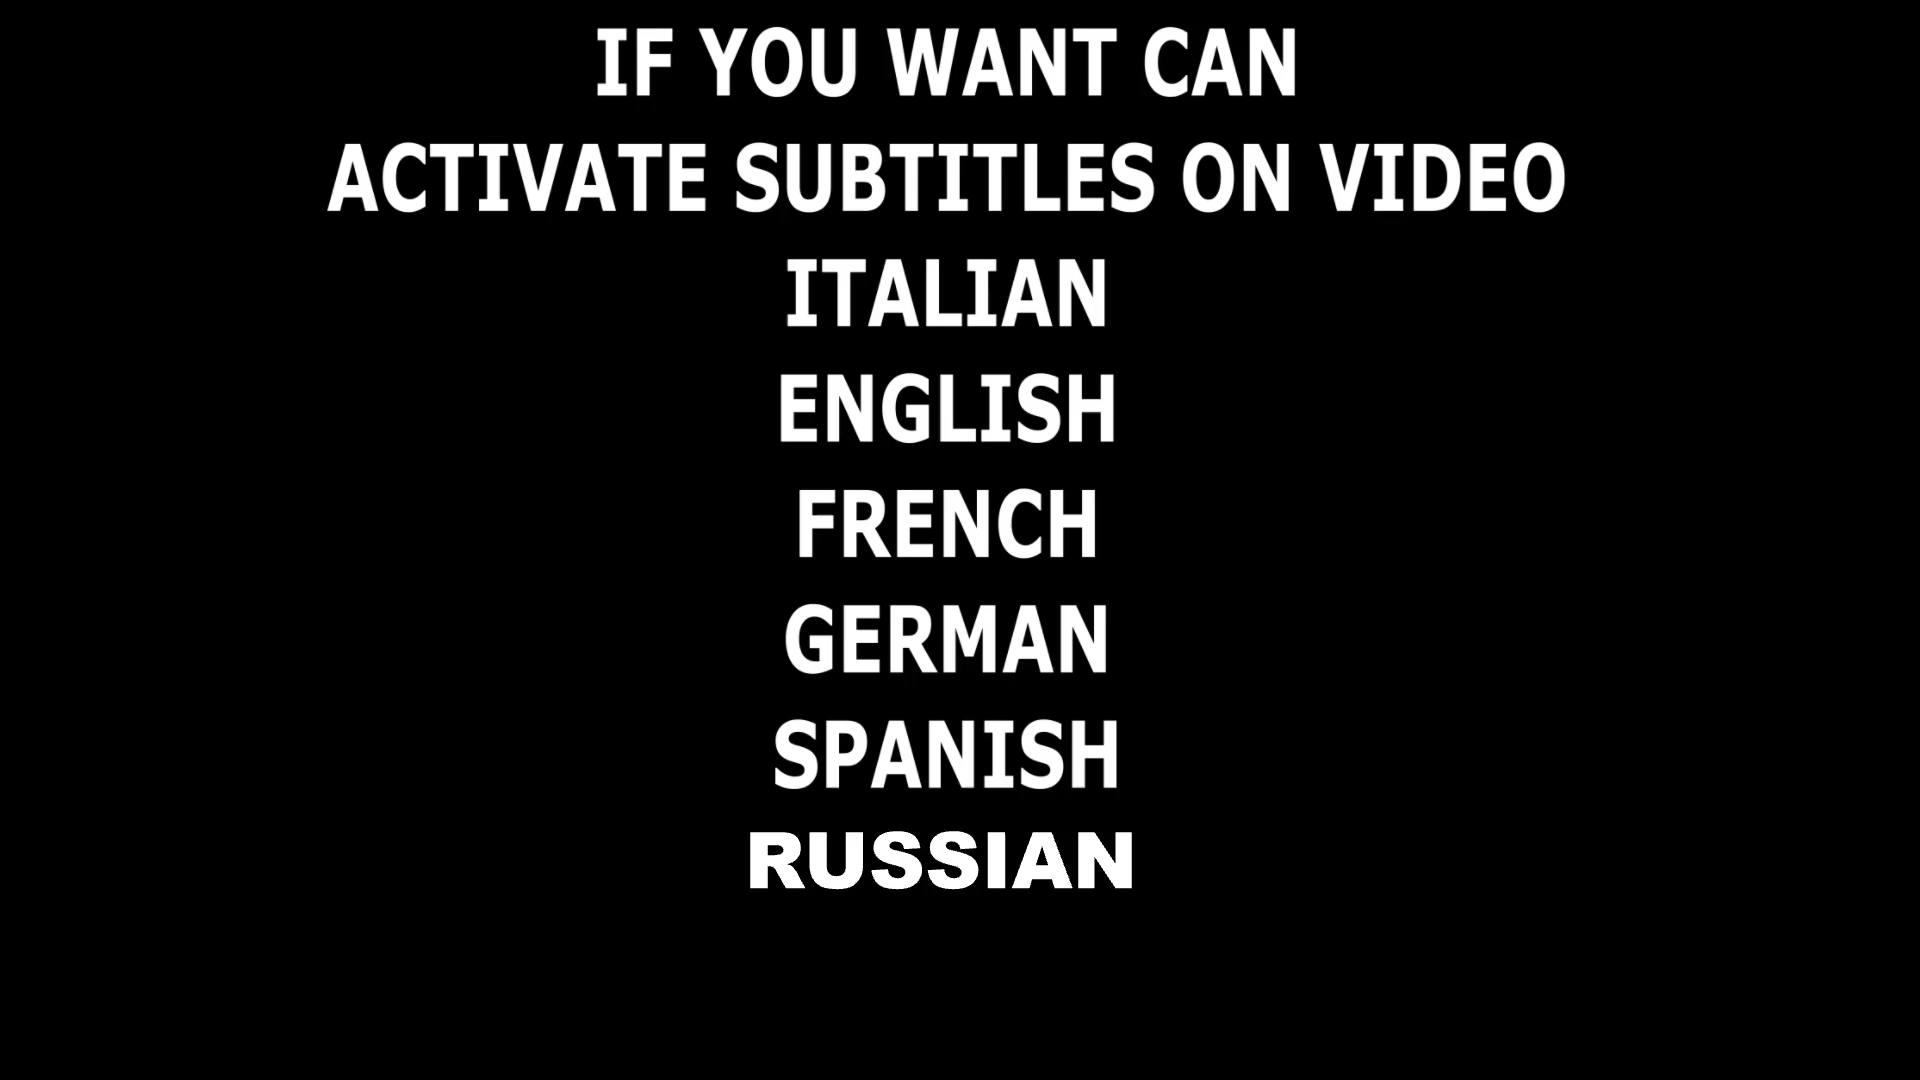 IF YOU WANT CAN
ACTIVATE SUBTITLES ON VIDEO
ITALIAN
ENGLISH
FRENCH
GERMAN
SPANISH
RUSSIAN